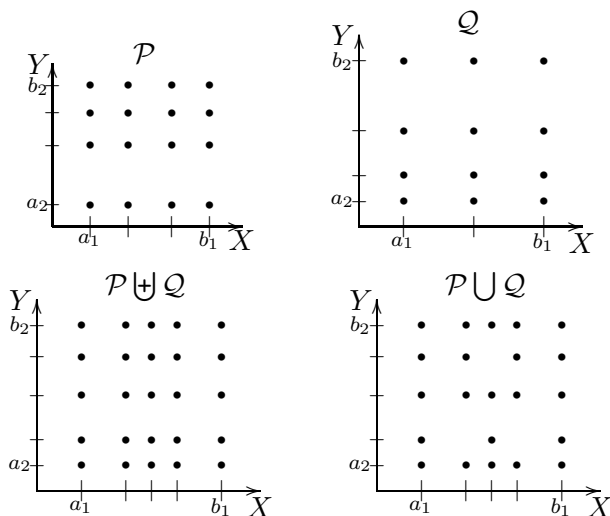 𝒫
Y
b₂
a₂
a₁ b₁ X
𝒬
Y
b₂
a₂
a₁ b₁ X
𝒫 ⨄ 𝒬
Y
b₂
a₂
a₁ b₁ X
𝒫 ⋃ 𝒬
Y
b₂
a₂
a₁ b₁ X